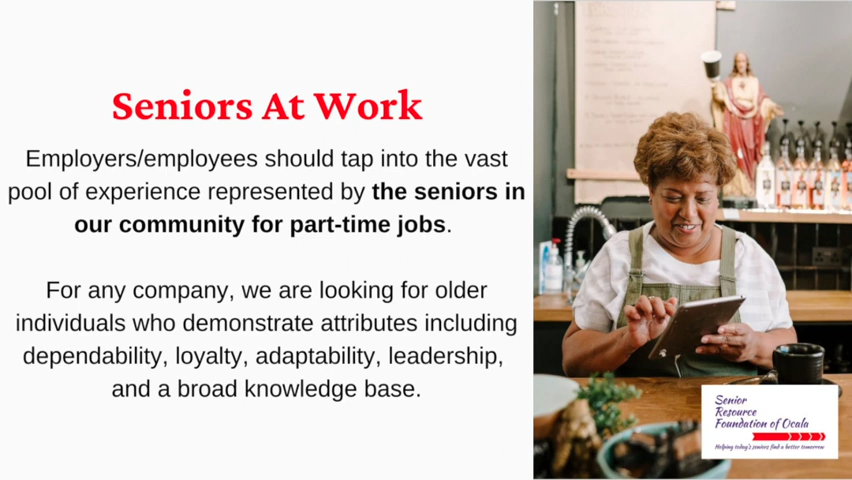 Seniors At Work
Employers/employees should tap into the vast
pool of experience represented by the seniors in
our community for part-time jobs.
For any company, we are looking for older
individuals who demonstrate attributes including
dependability, loyalty, adaptability, leadership,
and a broad knowledge base.
Senior
Resource
Foundation of Ocala
Helping today's seniors find a better tomorrow